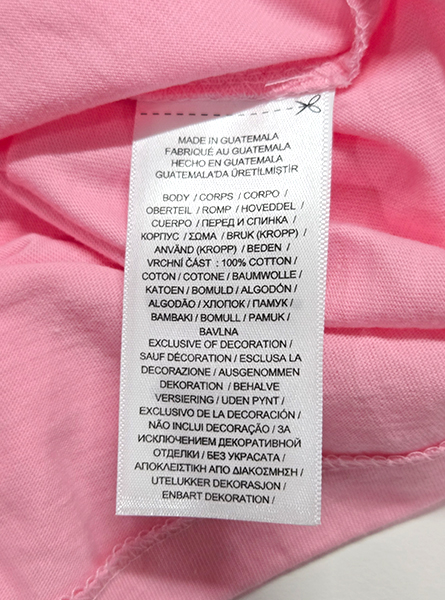 MADE IN GUATEMALA
FABRIQUÉ AU GUATEMALA
HECHO EN GUATEMALA
GUATEMALA'DA ÜRETİLMİŞTİR
BODY / CORPS / CORPO /
OBERTEIL / ROMP / HOVEDDEL /
CUERPO / ПЕРЕД И СПИНКА /
КОРПУС / ΣΩΜΑ / BRUK (KROPP) /
ANVÄND (KROPP) / BEDEN /
VRCHNÍ ČÁST : 100% COTTON /
COTON / COTONE / BAUMWOLLE /
KATOEN / BOMULD / ALGODÓN /
ALGODÃO / ХЛОПОК / ПАМУК /
BAMBAKI / BOMULL / PAMUK /
BAVLNA
EXCLUSIVE OF DECORATION /
SAUF DÉCORATION / ESCLUSA LA
DECORAZIONE / AUSGENOMMEN
DEKORATION / BEHALVE
VERSIERING / UDEN PYNT /
EXCLUSIVO DE LA DECORACIÓN /
NÃO INCLUI DECORAÇÃO / ЗА
ИСКЛЮЧЕНИЕМ ДЕКОРАТИВНОЙ
ОТДЕЛКИ / БЕЗ УКРАСАТА /
ΑΠΟΚΛΕΙΣΤΙΚΗ ΑΠΟ ΔΙΑΚΟΣΜΗΣΗ /
UTELUKKER DEKORASJON /
ENBART DEKORATION /